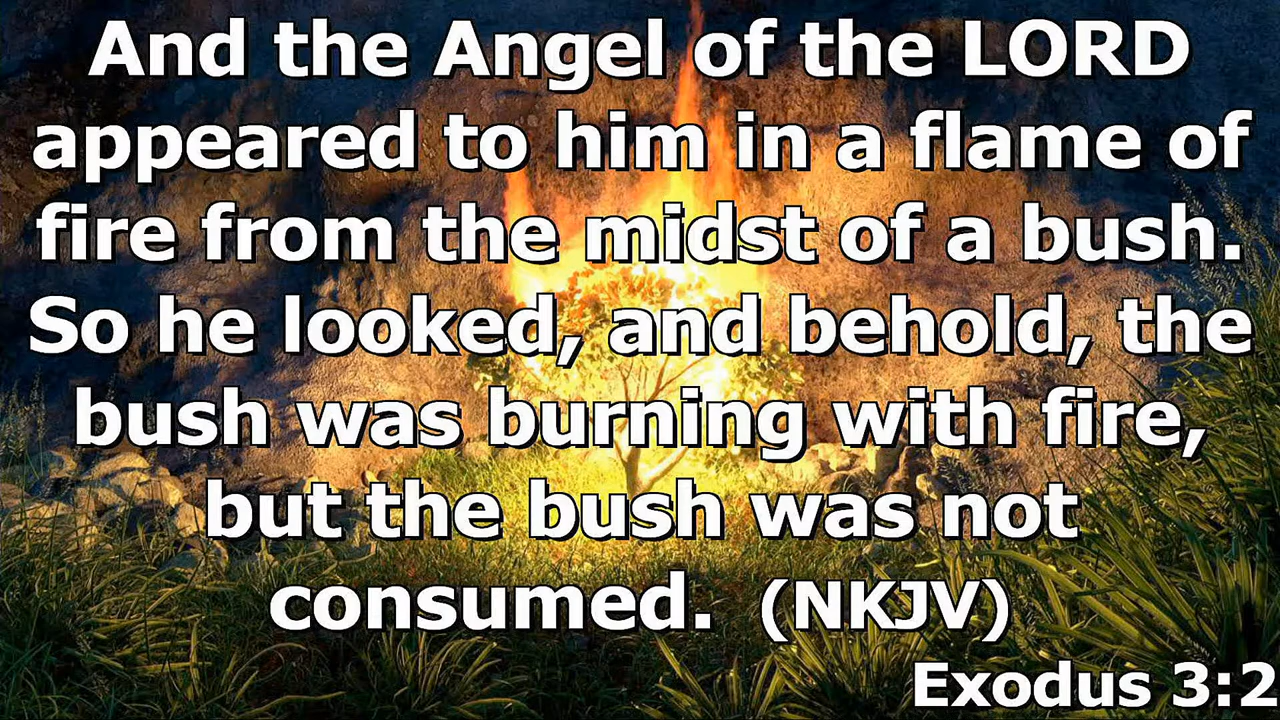 And the Angel of the LORD
appeared to him in a flame of
fire from the midst of a bush.
So he looked, and behold, the
bush was burning with fire,
but the bush was not
consumed. (NKJV)
Exodus 3:2